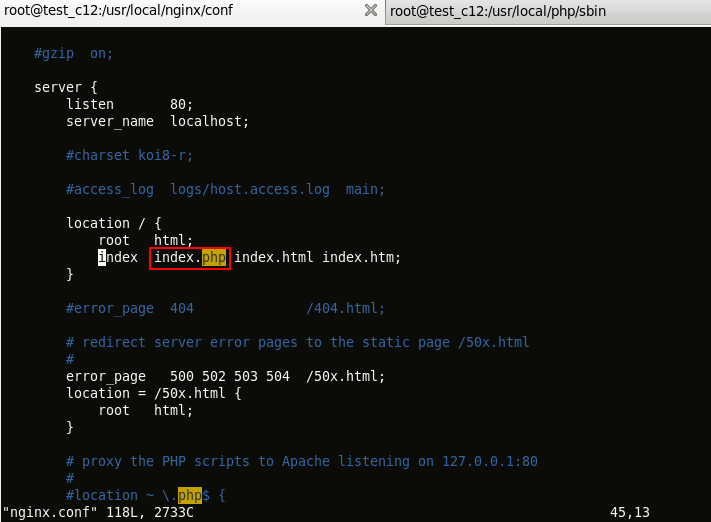 root@test_c12:/usr/local/nginx/conf root@test_c12:/usr/local/php/sbin
#gzip  on;
server {
listen       80;
server_name  localhost;
#charset koi8-r;
#access_log  logs/host.access.log  main;
location / {
root   html;
index  index.php index.html index.htm;
}
#error_page  404              /404.html;
# redirect server error pages to the static page /50x.html
#
error_page   500 502 503 504  /50x.html;
location = /50x.html {
root   html;
}
# proxy the PHP scripts to Apache listening on 127.0.0.1:80
#
#location ~ \.php$ {
"nginx.conf" 118L, 2733C 45,13